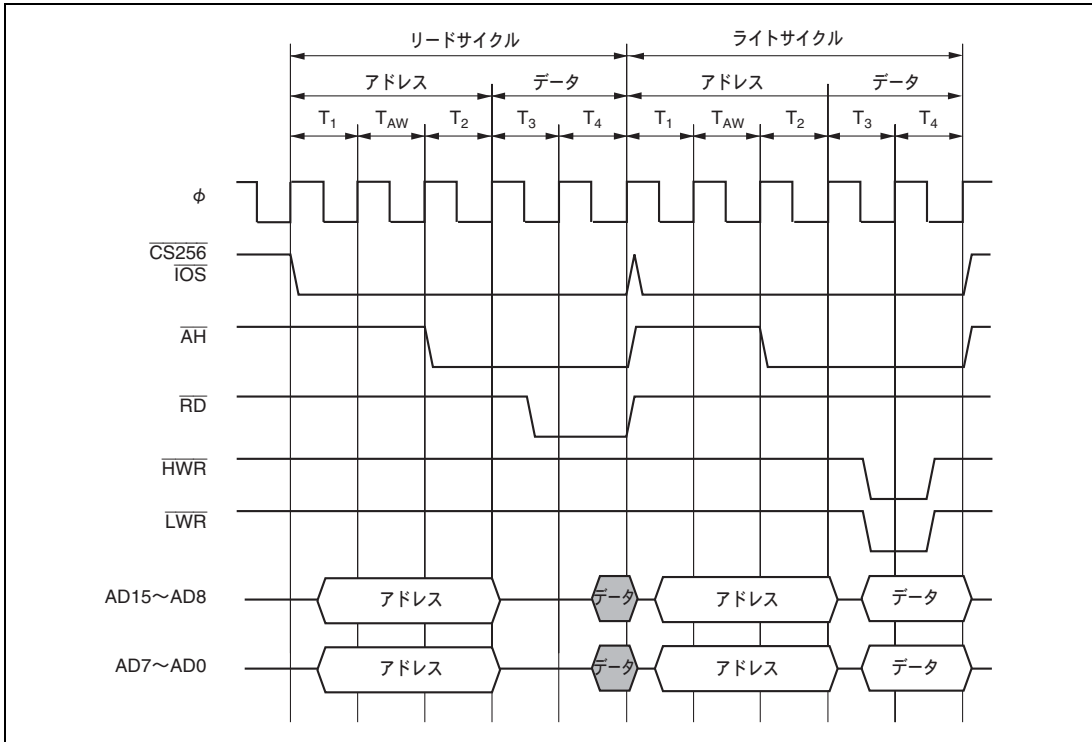 リードサイクル ライトサイクル
アドレス データ アドレス データ
T1 TAW T2 T3 T4 T1 TAW T2 T3 T4
φ
CS256
IOS
AH
RD
HWR
LWR
AD15～AD8 アドレス データ アドレス データ
AD7～AD0 アドレス データ アドレス データ